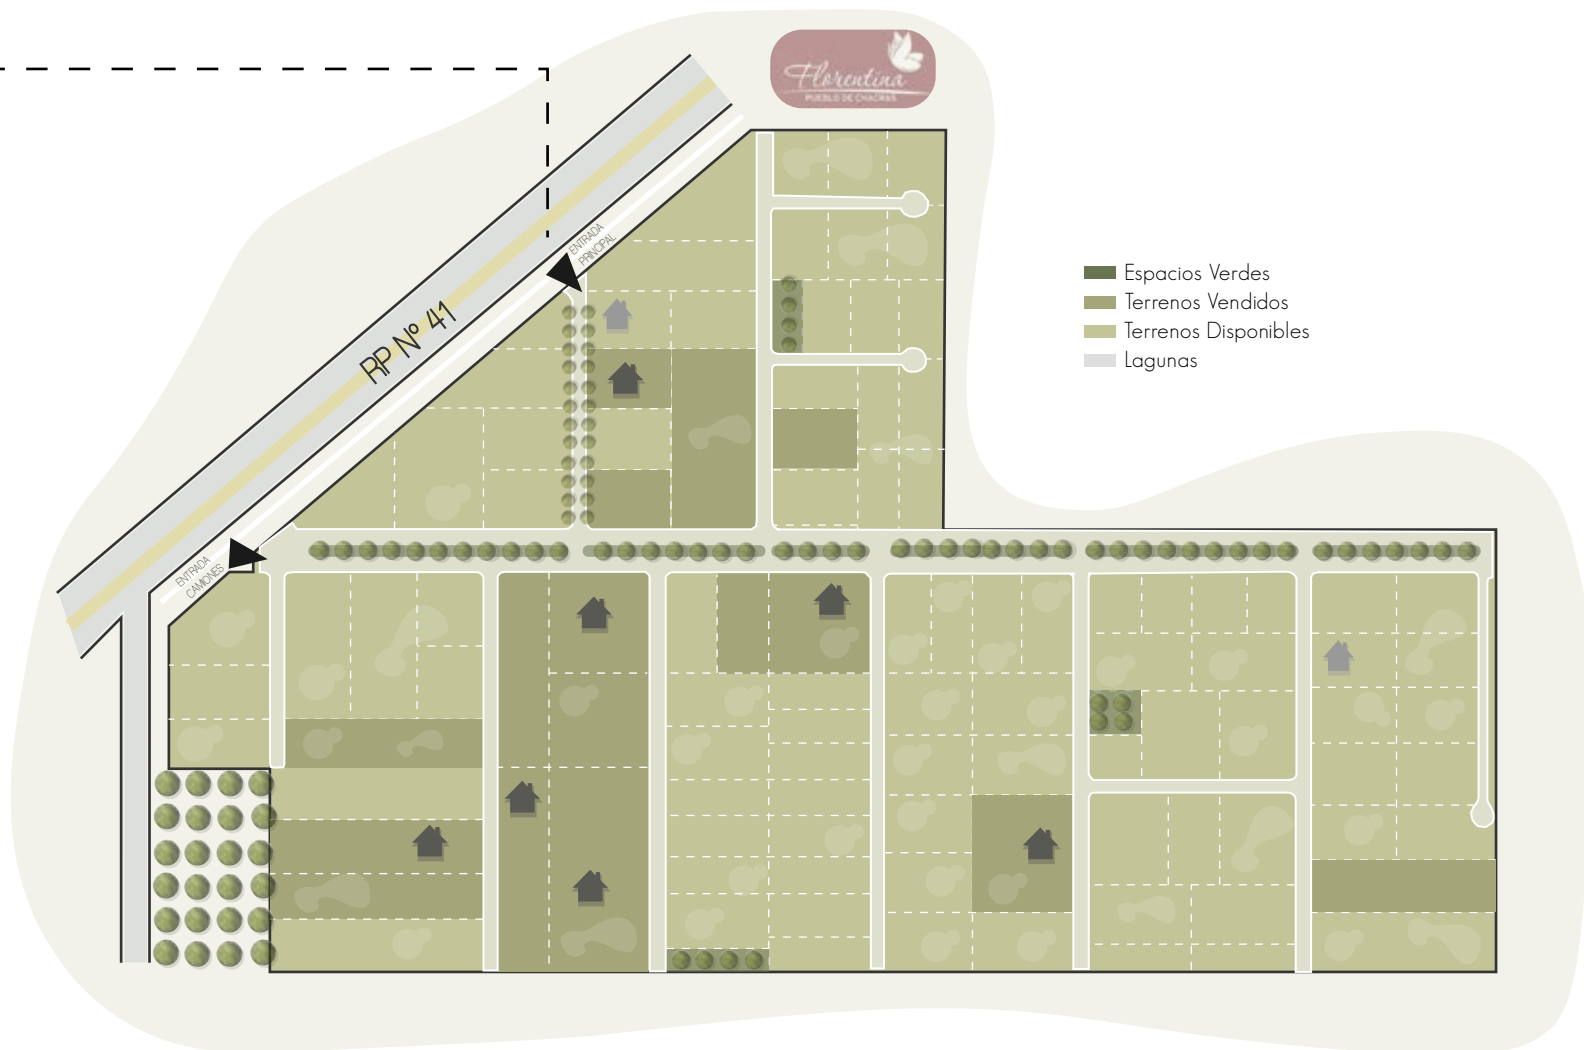 Florentina
PUEBLO DE CHACRAS
ENTRADA
PRINCIPAL
RP Nº 41
Espacios Verdes
Terrenos Vendidos
Terrenos Disponibles
Lagunas
ENTRADA
CAMIONES